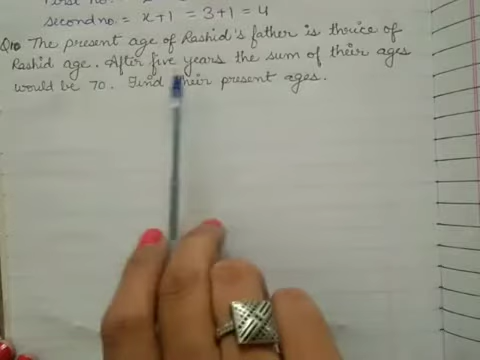 second no. = x+1 = 3+1 = 4
Q10 The present age of Rashid's father is thrice of
Rashid age. After five years the sum of their ages
would be 70. Find their present ages.